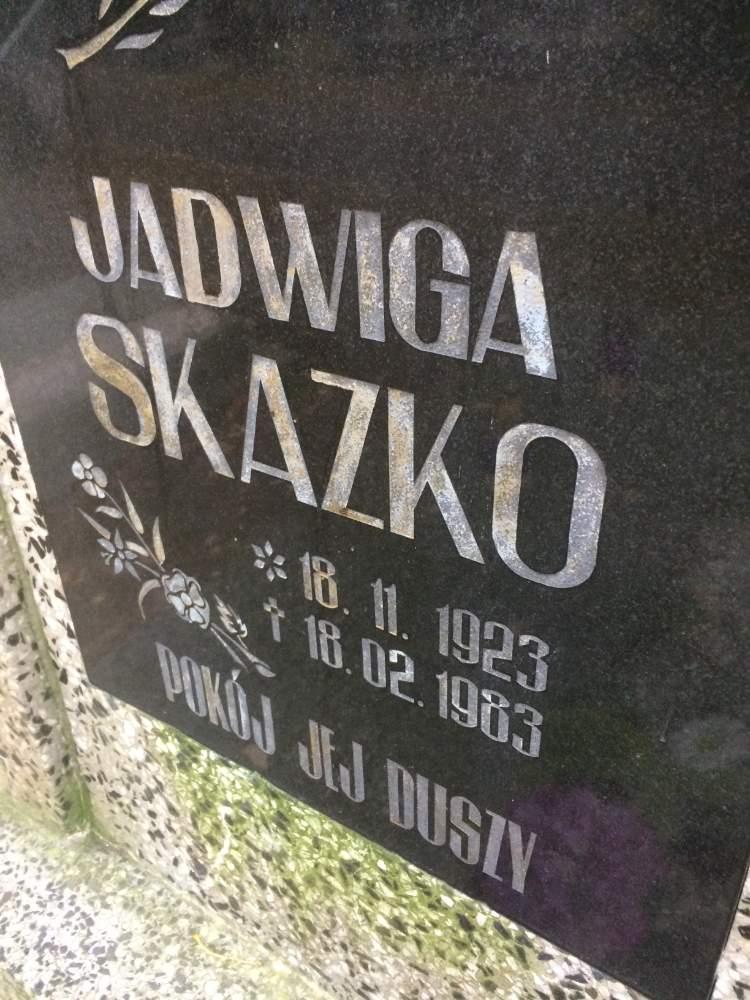 JADWIGA
SKAZKO
* 18. 11. 1923
† 18. 02. 1983
POKÓJ JEJ DUSZY